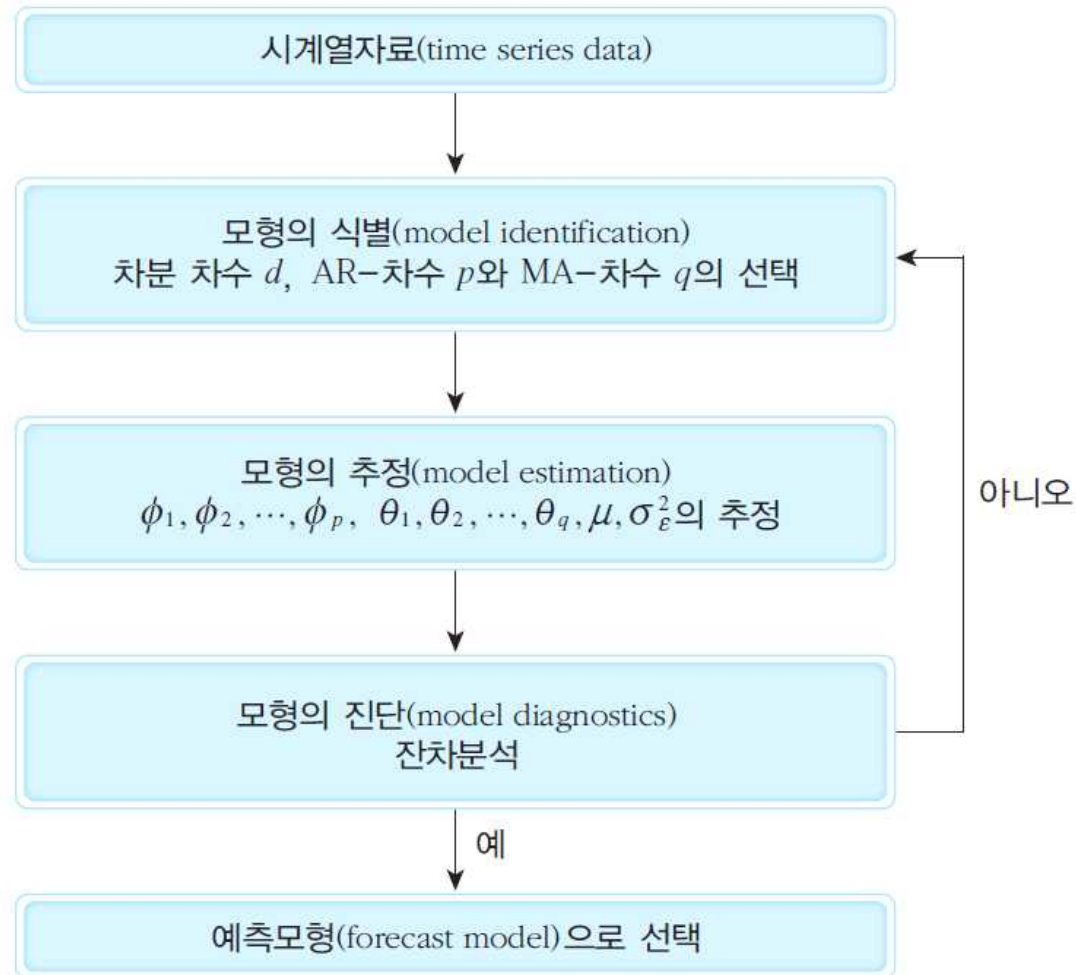 시계열자료(time series data)
모형의 식별(model identification)
차분 차수 d, AR-차수 p와 MA-차수 q의 선택
모형의 추정(model estimation)
ϕ₁, ϕ₂, ⋯, ϕₚ, θ₁, θ₂, ⋯, θ_q, μ, σ²_ε의 추정
아니오
모형의 진단(model diagnostics)
잔차분석
예
예측모형(forecast model)으로 선택